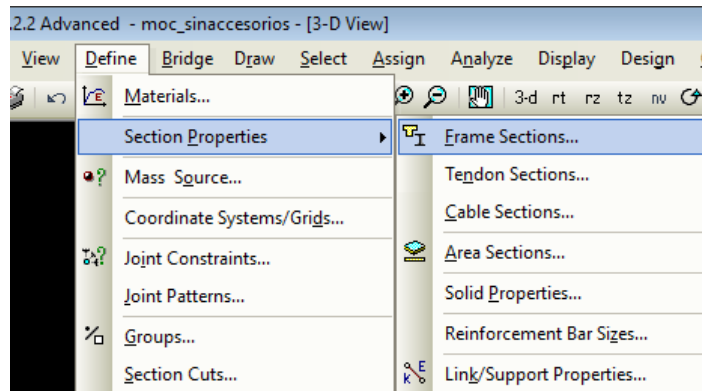 .2.2 Advanced - moc_sinaccesorios - [3-D View]
View Define Bridge Draw Select Assign Analyze Display Design
3-d rt rz tz nv
Materials...
Section Properties
Mass Source...
Coordinate Systems/Grids...
Joint Constraints...
Joint Patterns...
Groups...
Section Cuts...
Frame Sections...
Tendon Sections...
Cable Sections...
Area Sections...
Solid Properties...
Reinforcement Bar Sizes...
Link/Support Properties...